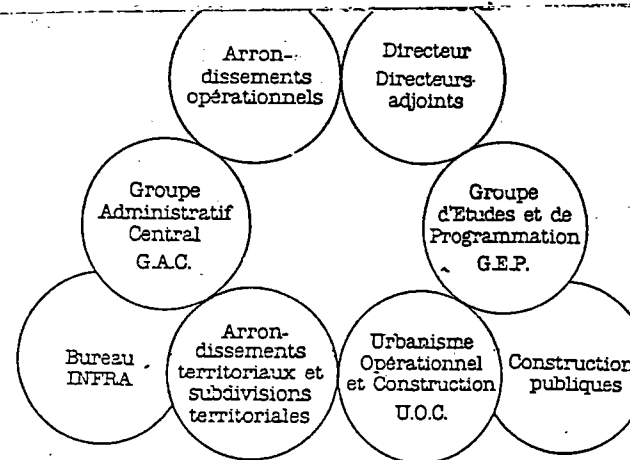 Arron-
dissements
opérationnels
Directeur
Directeurs-
adjoints
Groupe
Administratif
Central
G.A.C.
Groupe
d'Etudes et de
Programmation
G.E.P.
Bureau
INFRA
Arron-
dissements
territoriaux et
subdivisions
territoriales
Urbanisme
Opérationnel
et Construction
U.O.C.
Construction
publiques